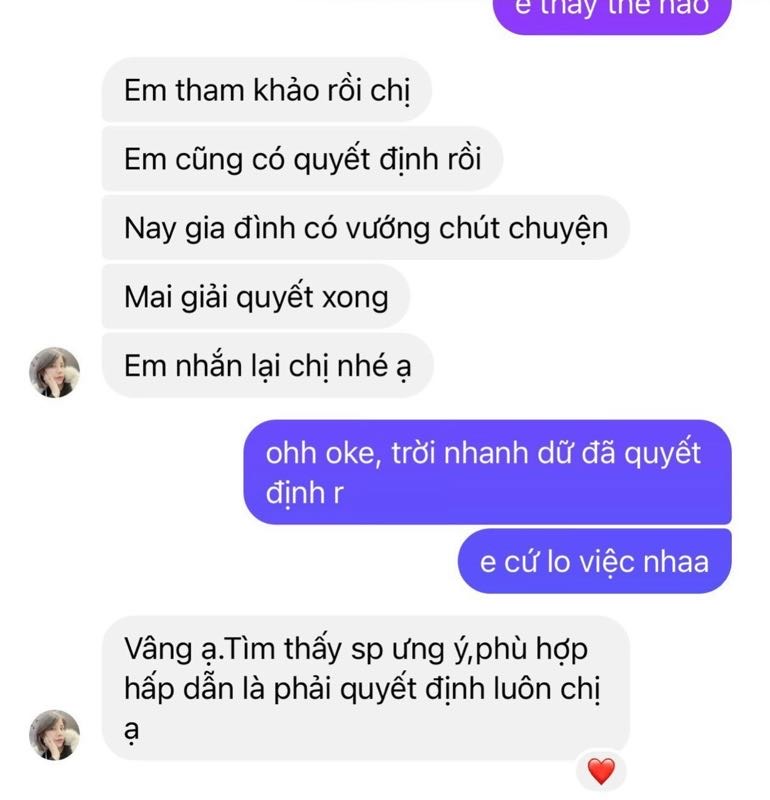 e thấy thế nào
Em tham khảo rồi chị
Em cũng có quyết định rồi
Nay gia đình có vướng chút chuyện
Mai giải quyết xong
Em nhắn lại chị nhé ạ
ohh oke, trời nhanh dữ đã quyết
định r
e cứ lo việc nhaa
Vâng ạ.Tìm thấy sp ưng ý,phù hợp
hấp dẫn là phải quyết định luôn chị
ạ